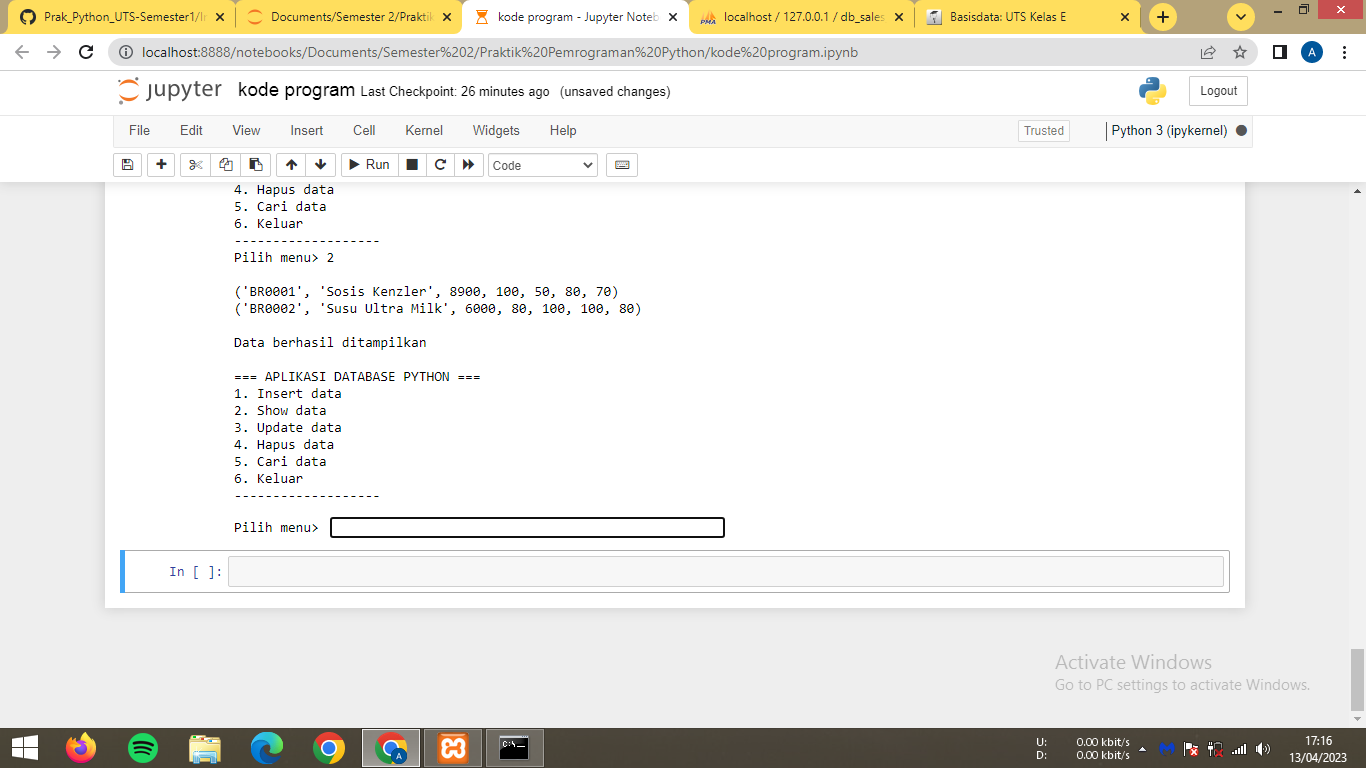 Prak_Python_UTS-Semester1/In
Documents/Semester 2/Praktik
kode program - Jupyter Noteb
localhost / 127.0.0.1 / db_sales
Basisdata: UTS Kelas E
localhost:8888/notebooks/Documents/Semester%202/Praktik%20Pemrograman%20Python/kode%20program.ipynb
A
jupyter kode program Last Checkpoint: 26 minutes ago (unsaved changes)
Logout
File Edit View Insert Cell Kernel Widgets Help
Trusted
Python 3 (ipykernel)
Run
Code
4. Hapus data
5. Cari data
6. Keluar
-------------------
Pilih menu> 2
('BR0001', 'Sosis Kenzler', 8900, 100, 50, 80, 70)
('BR0002', 'Susu Ultra Milk', 6000, 80, 100, 100, 80)
Data berhasil ditampilkan
=== APLIKASI DATABASE PYTHON ===
1. Insert data
2. Show data
3. Update data
4. Hapus data
5. Cari data
6. Keluar
-------------------
Pilih menu>
In [ ]:
Activate Windows
Go to PC settings to activate Windows.
U: 0.00 kbit/s
D: 0.00 kbit/s
17:16
13/04/2023